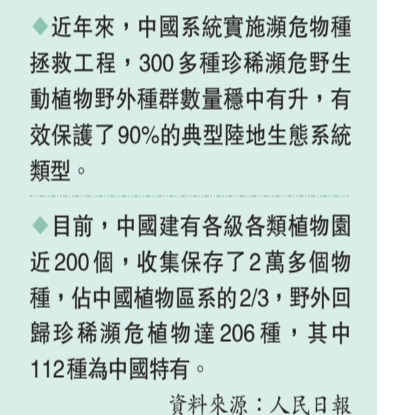 ◆近年來，中國系統實施瀕危物種
拯救工程，300多種珍稀瀕危野生
動植物野外種群數量穩中有升，有
效保護了90%的典型陸地生態系統
類型。
◆目前，中國建有各級各類植物園
近200個，收集保存了2萬多個物
種，佔中國植物區系的2/3，野外回
歸珍稀瀕危植物達206種，其中
112種為中國特有。
資料來源：人民日報